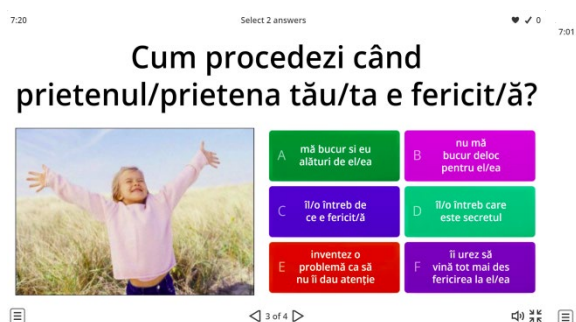 7:20
Select 2 answers
0
7:01
Cum procedezi când
prietenul/prietena tău/ta e fericit/ă?
A
mă bucur si eu
alături de el/ea
B
nu mă
bucur deloc
pentru el/ea
C
îl/o întreb de
ce e fericit/ă
D
îl/o întreb care
este secretul
E
inventez o
problemă ca să
nu îi dau atenție
F
îi urez să
vină tot mai des
fericirea la el/ea
3 of 4